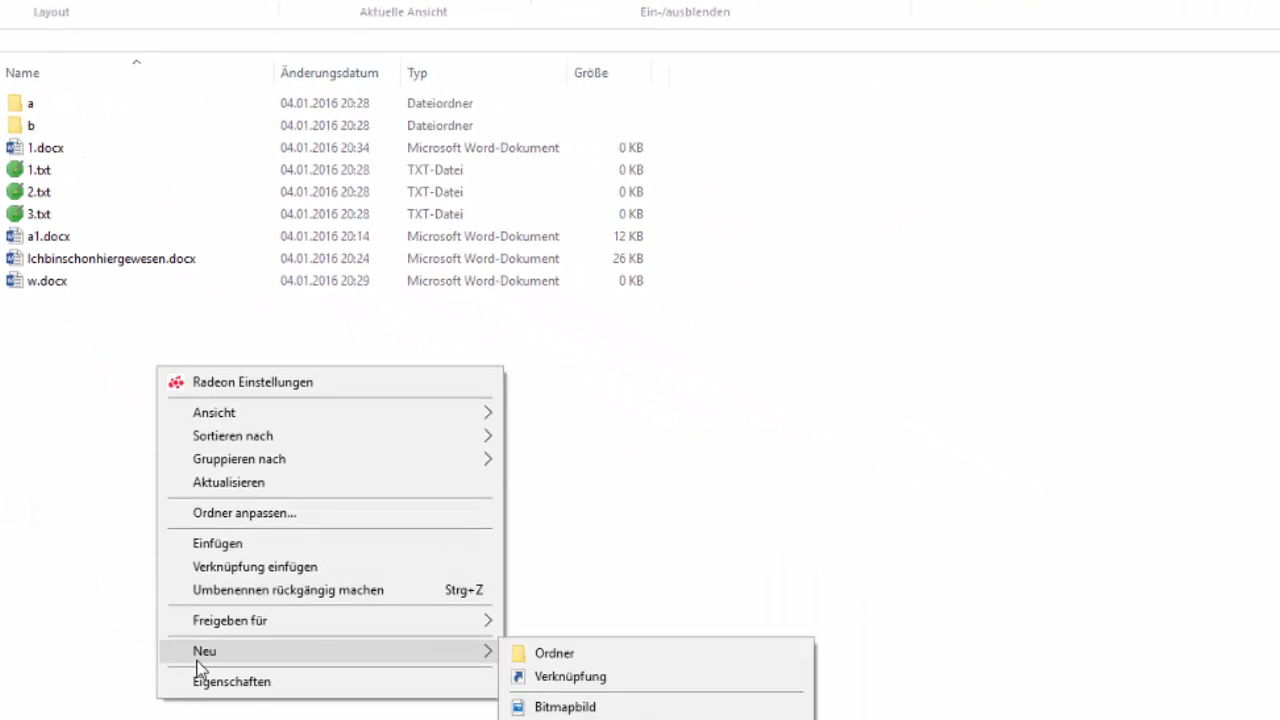 Layout Aktuelle Ansicht Ein-/ausblenden
Name Änderungsdatum Typ Größe
a 04.01.2016 20:28 Dateiordner
b 04.01.2016 20:28 Dateiordner
1.docx 04.01.2016 20:34 Microsoft Word-Dokument 0 KB
1.txt 04.01.2016 20:28 TXT-Datei 0 KB
2.txt 04.01.2016 20:28 TXT-Datei 0 KB
3.txt 04.01.2016 20:28 TXT-Datei 0 KB
a1.docx 04.01.2016 20:14 Microsoft Word-Dokument 12 KB
Ichbinschonhiergewesen.docx 04.01.2016 20:24 Microsoft Word-Dokument 26 KB
w.docx 04.01.2016 20:29 Microsoft Word-Dokument 0 KB
Radeon Einstellungen
Ansicht
Sortieren nach
Gruppieren nach
Aktualisieren
Ordner anpassen...
Einfügen
Verknüpfung einfügen
Umbenennen rückgängig machen Strg+Z
Freigeben für
Neu
Eigenschaften
Ordner
Verknüpfung
Bitmapbild